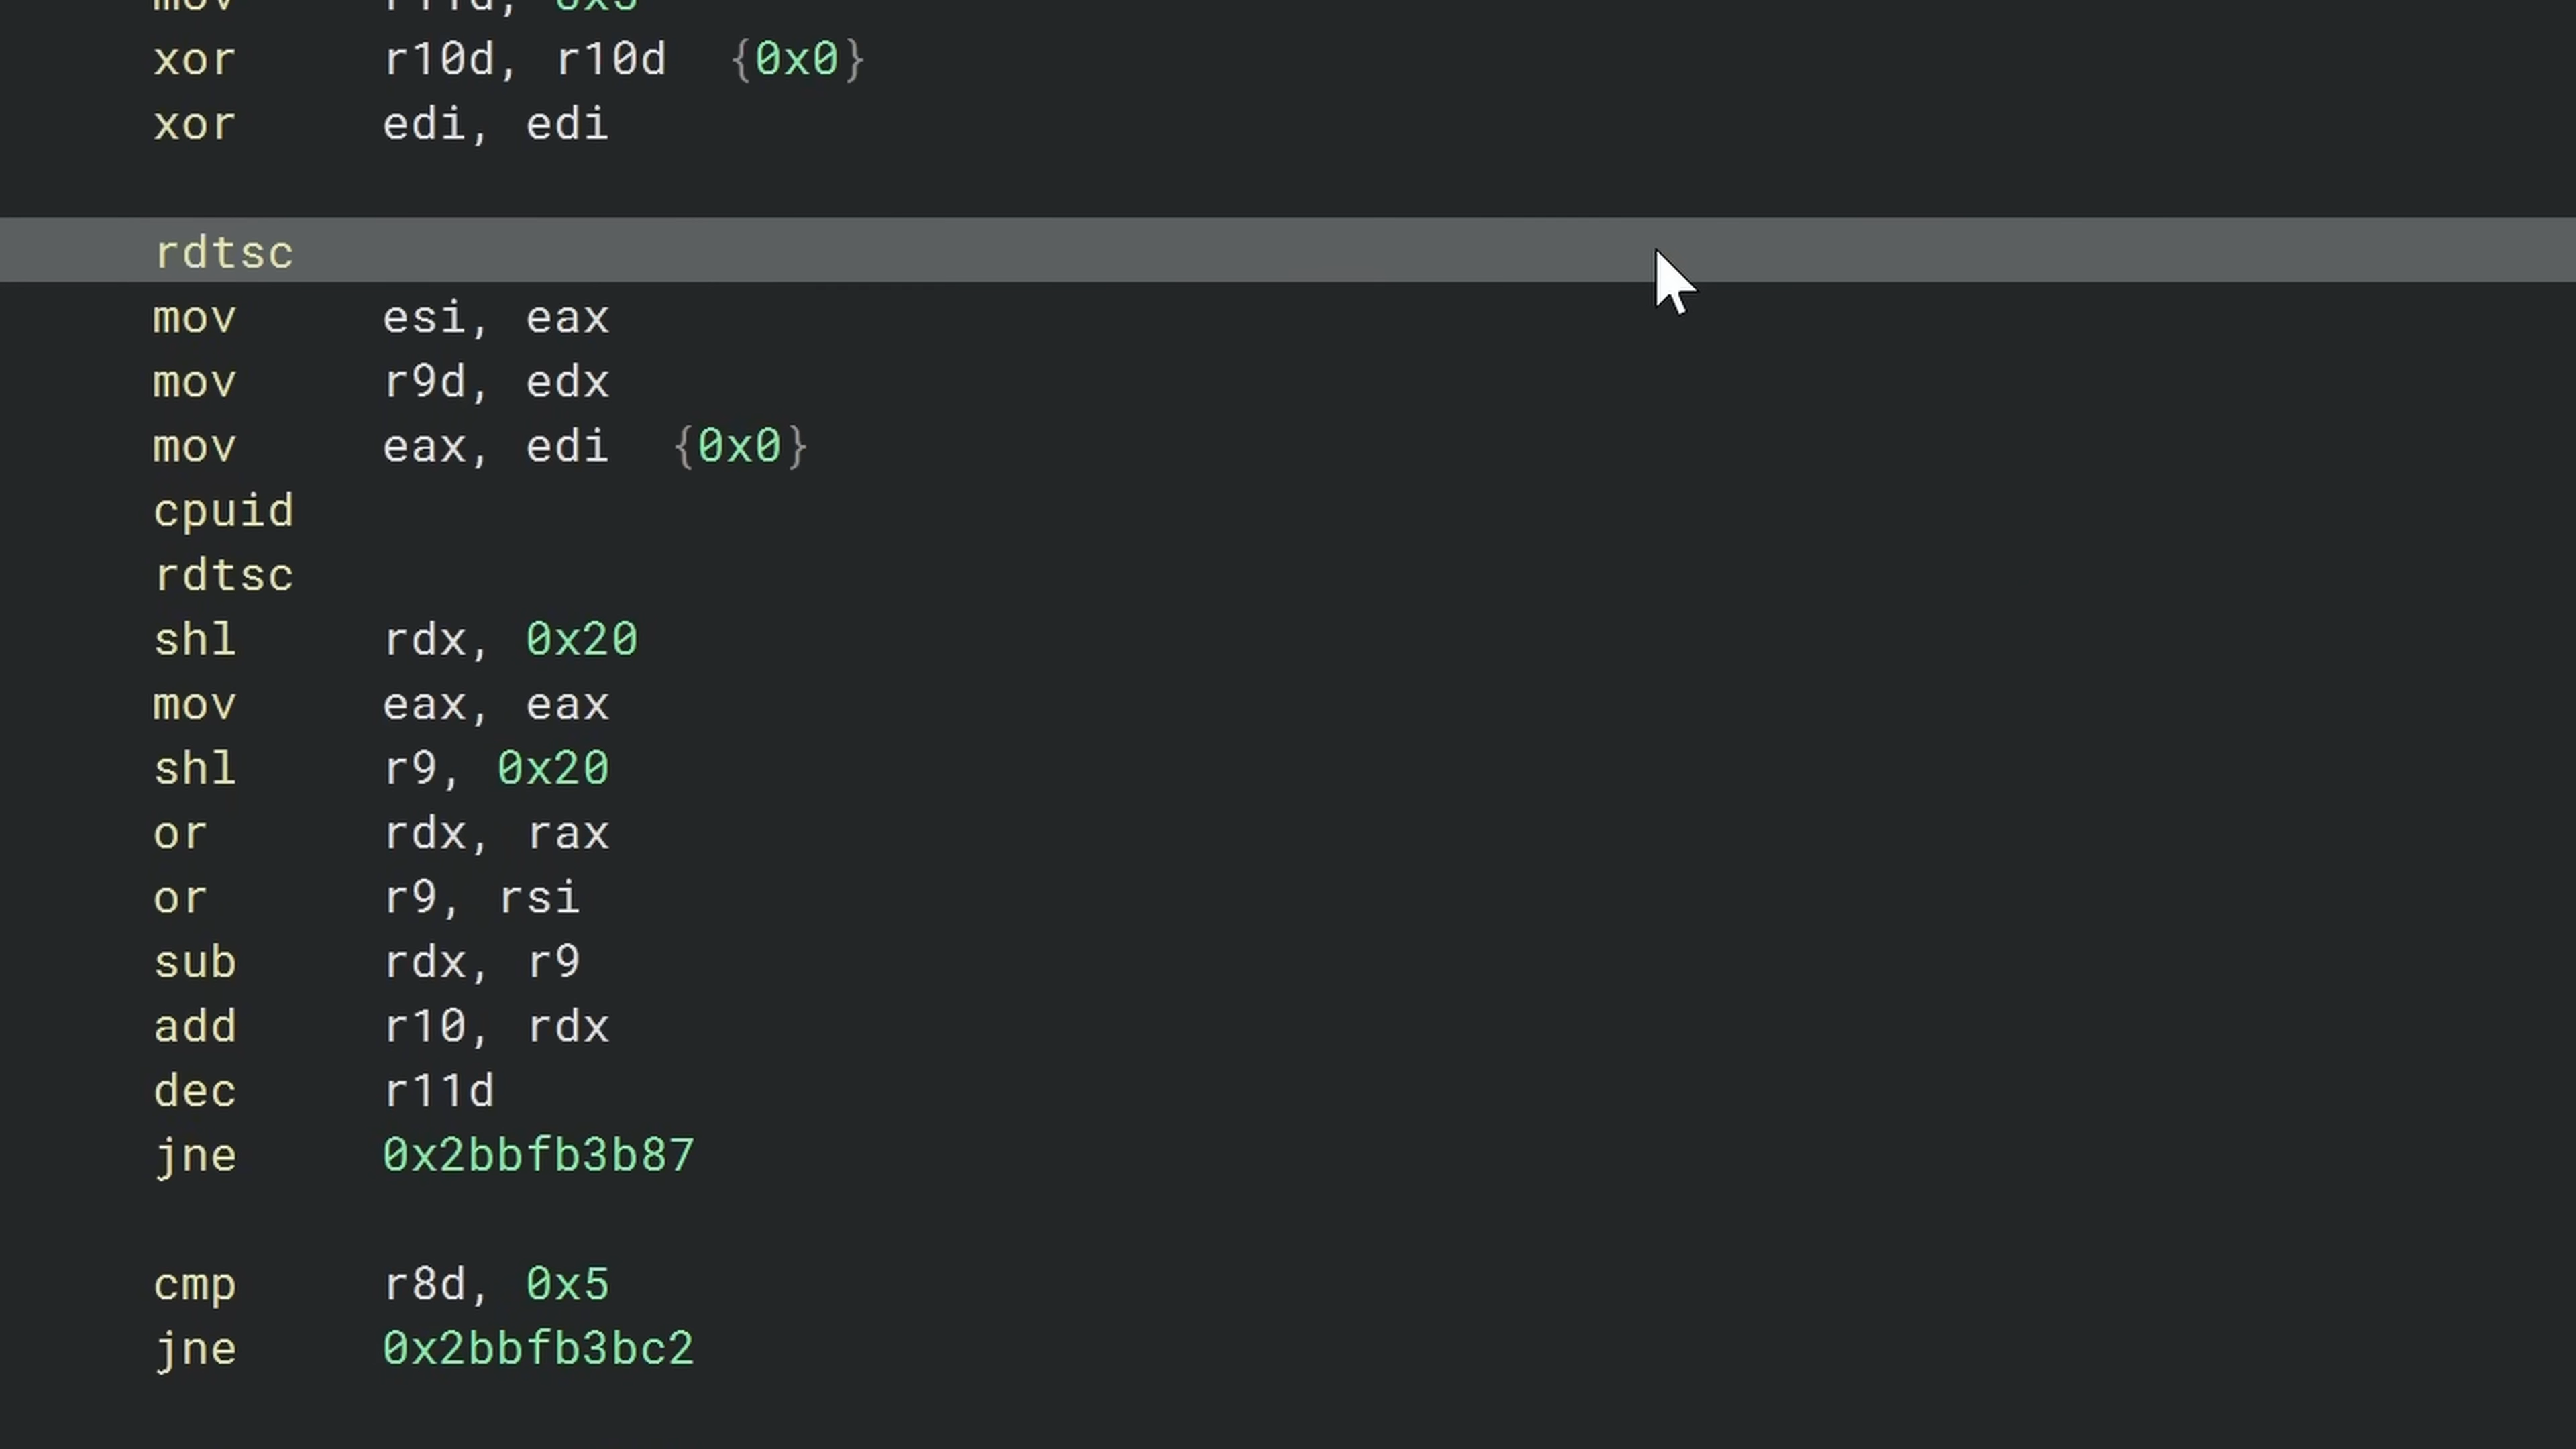 xor r10d, r10d {0x0}
xor edi, edi
rdtsc
mov esi, eax
mov r9d, edx
mov eax, edi {0x0}
cpuid
rdtsc
shl rdx, 0x20
mov eax, eax
shl r9, 0x20
or rdx, rax
or r9, rsi
sub rdx, r9
add r10, rdx
dec r11d
jne 0x2bbfb3b87
cmp r8d, 0x5
jne 0x2bbfb3bc2